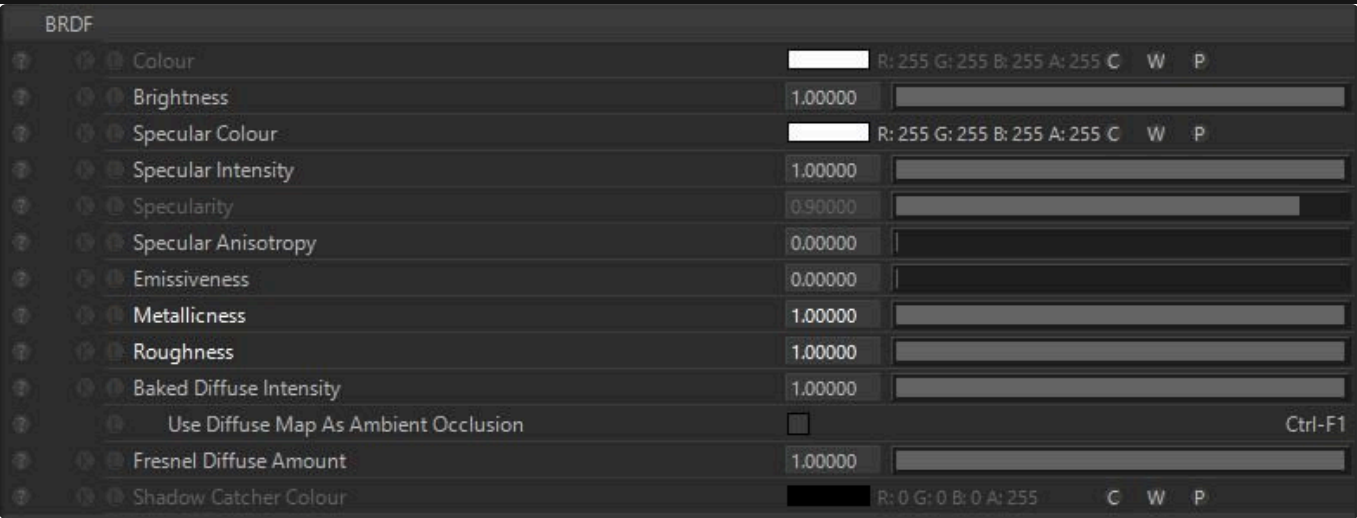 BRDF
Colour R: 255 G: 255 B: 255 A: 255 C W P
Brightness 1.00000
Specular Colour R: 255 G: 255 B: 255 A: 255 C W P
Specular Intensity 1.00000
Specularity 0.90000
Specular Anisotropy 0.00000
Emissiveness 0.00000
Metallicness 1.00000
Roughness 1.00000
Baked Diffuse Intensity 1.00000
Use Diffuse Map As Ambient Occlusion Ctrl-F1
Fresnel Diffuse Amount 1.00000
Shadow Catcher Colour R: 0 G: 0 B: 0 A: 255 C W P